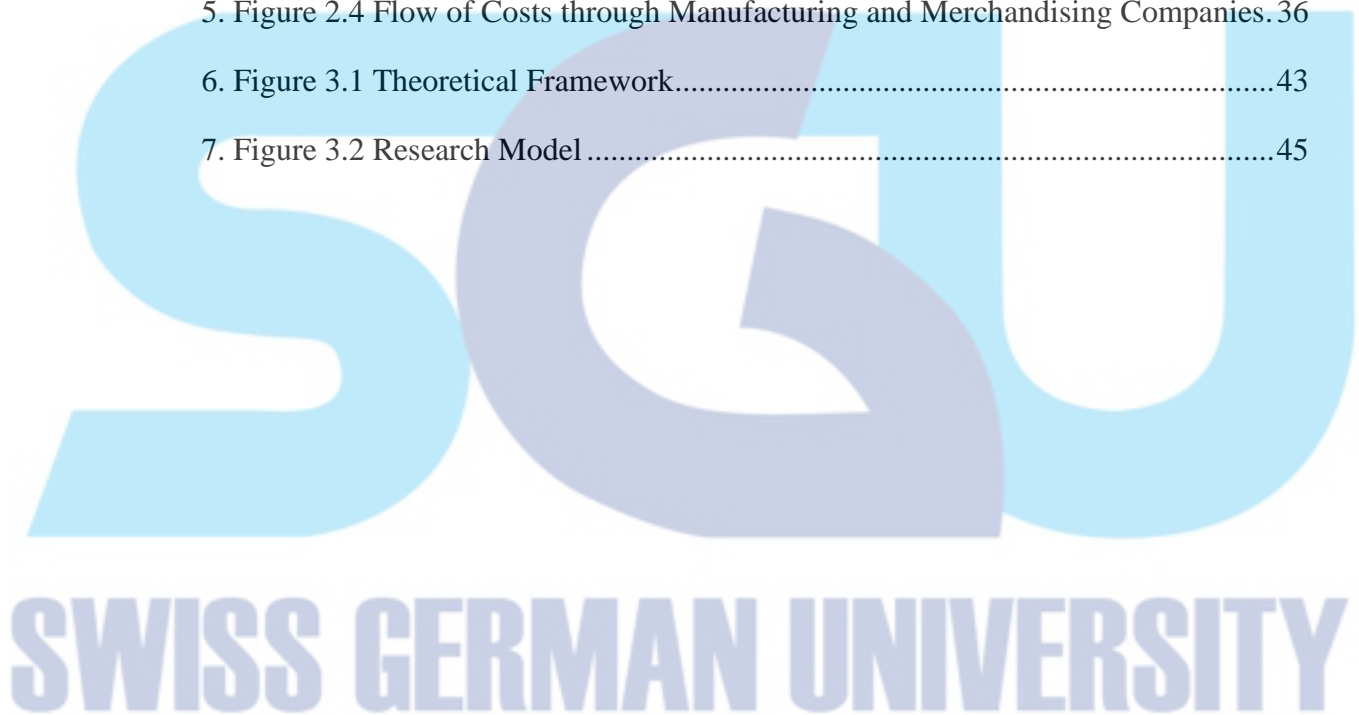 5. Figure 2.4 Flow of Costs through Manufacturing and Merchandising Companies. 36
6. Figure 3.1 Theoretical Framework...........................................................................43
7. Figure 3.2 Research Model......................................................................................45
SGU
SWISS GERMAN UNIVERSITY